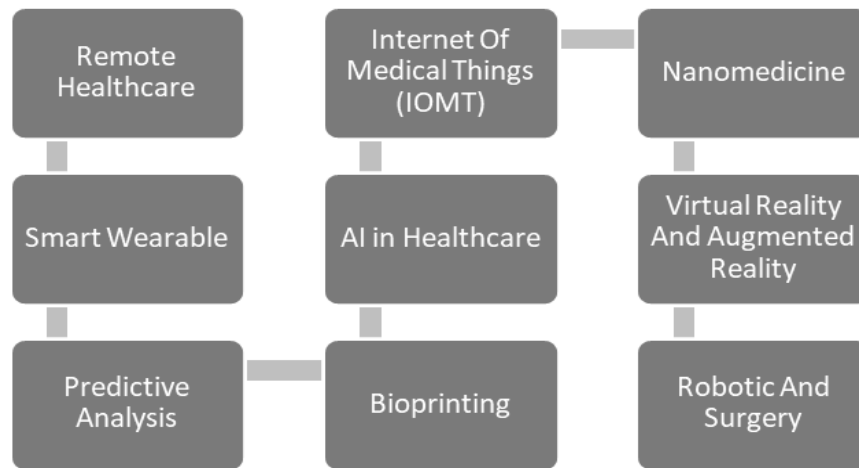 Remote
Healthcare
Smart Wearable
Predictive
Analysis
Bioprinting
AI in Healthcare
Internet Of
Medical Things
(IOMT)
Nanomedicine
Virtual Reality
And Augmented
Reality
Robotic And
Surgery